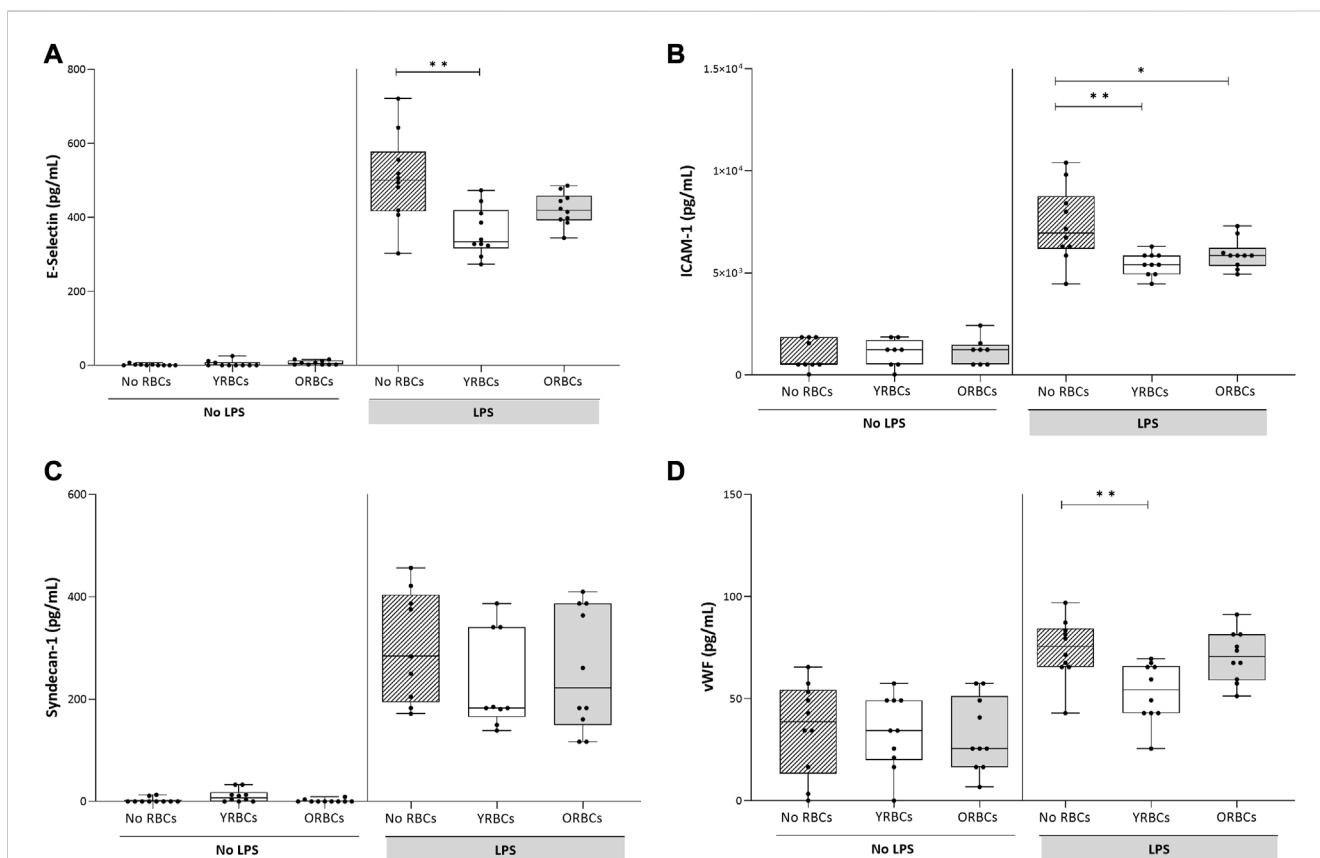 A
E-Selectin (pg/mL)
800
600
400
200
0
* *
No RBCs YRBCs ORBCs No RBCs YRBCs ORBCs
No LPS LPS
B
ICAM-1 (pg/mL)
1.5×10⁴
1×10⁴
5×10³
0
*
* *
No RBCs YRBCs ORBCs No RBCs YRBCs ORBCs
No LPS LPS
C
Syndecan-1 (pg/mL)
600
400
200
0
No RBCs YRBCs ORBCs No RBCs YRBCs ORBCs
No LPS LPS
D
vWF (pg/mL)
150
100
50
0
* *
No RBCs YRBCs ORBCs No RBCs YRBCs ORBCs
No LPS LPS